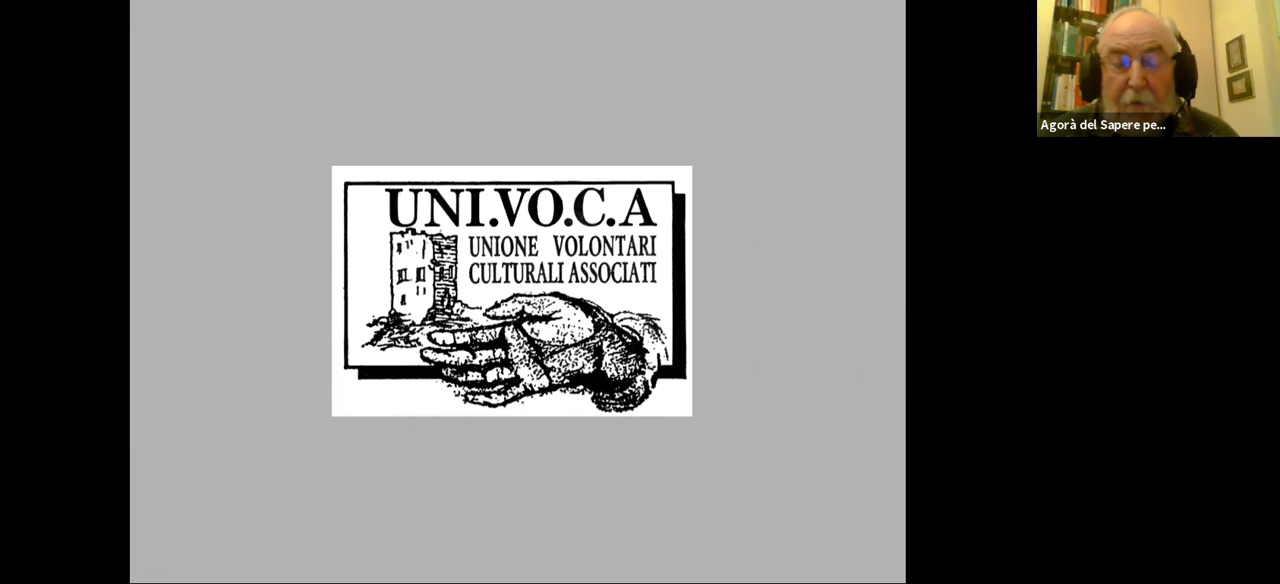 UNI.VO.C.A
UNIONE VOLONTARI
CULTURALI ASSOCIATI
Agorà del Sapere pe...